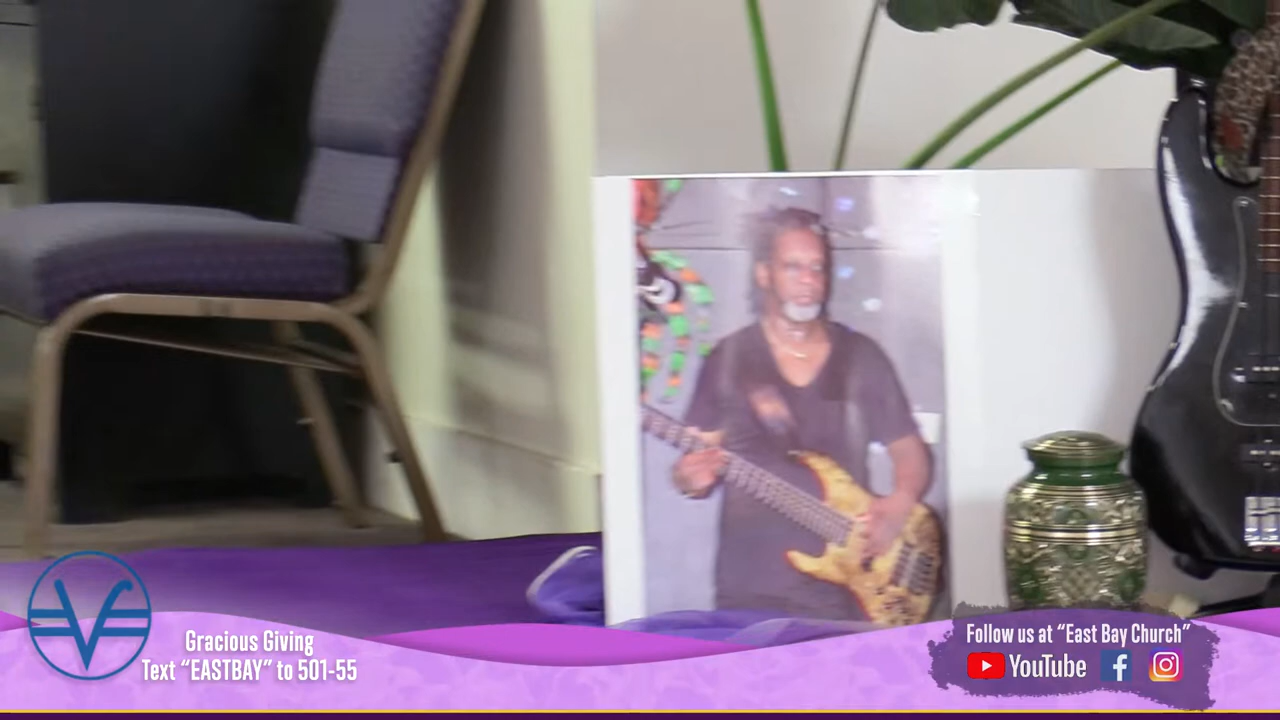 Gracious Giving
Text “EASTBAY” to 501-55
Follow us at “East Bay Church”
YouTube